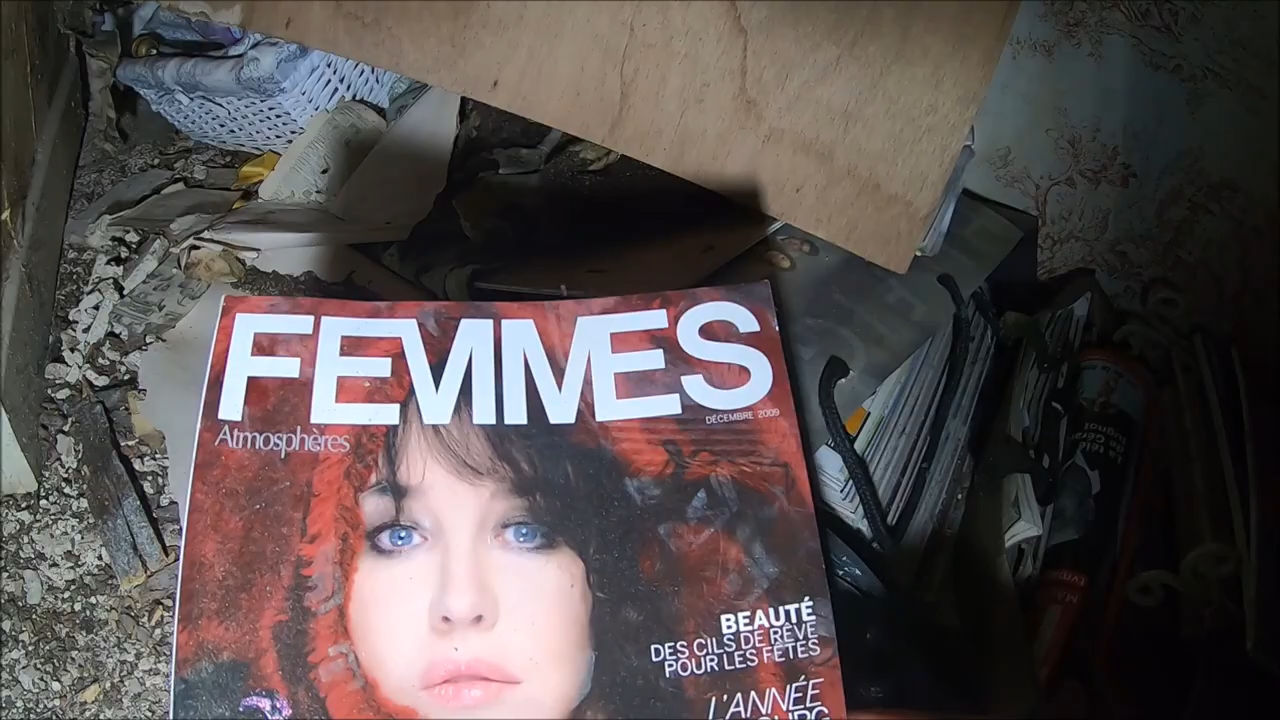 FEMMES
DÉCEMBRE 2009
Atmosphères
BEAUTÉ
DES CILS DE RÊVE
POUR LES FÊTES
L'ANNÉE